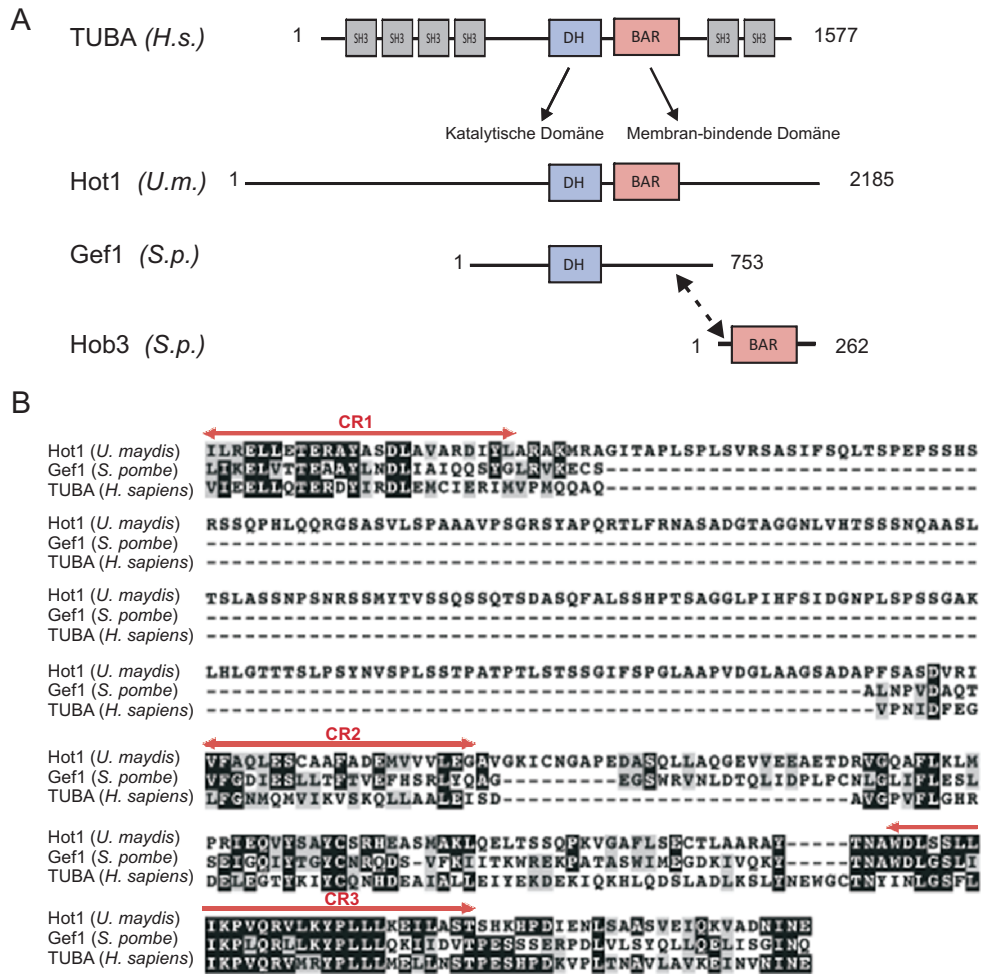 A
TUBA (H.s.) 1 SH3 SH3 SH3 SH3 DH BAR SH3 SH3 1577
Katalytische Domäne Membran-bindende Domäne
Hot1 (U.m.) 1 DH BAR 2185
Gef1 (S.p.) 1 DH 753
Hob3 (S.p.) 1 BAR 262
B
CR1
Hot1 (U. maydis) ILRELLETERAYASDLAVARDIYLARAKMRAGITAPLSPLSVRSASIFSQLTSPEPSSHS
Gef1 (S. pombe) LIKELVTTEAAYLNDLIAIQQSYGLRVKECS-----------------------------
TUBA (H. sapiens) VIEELLQTERDYIRDLEMCIERIMVPMQQAQ-----------------------------
Hot1 (U. maydis) RSSQPHLQQRGSASVLSPAAAVPSGRSYAPQRTLFRNASADGTAGGNLVHTSSSNQAASL
Gef1 (S. pombe) ------------------------------------------------------------
TUBA (H. sapiens) ------------------------------------------------------------
Hot1 (U. maydis) TSLASSNPSNRSSMYTVSSQSSQTSDASQFALSSHPTSAGGLPIHFSIDGNPLSPSSGAK
Gef1 (S. pombe) ------------------------------------------------------------
TUBA (H. sapiens) ------------------------------------------------------------
Hot1 (U. maydis) LHLGTTTSLPSYNVSPLSSTPATPTLSTSSGIFSPGLAAPVDGLAAGSADAPFSASDVRI
Gef1 (S. pombe) ---------------------------------------------------ALNPVDAQT
TUBA (H. sapiens) ----------------------------------------------------VPNIDFEG
CR2
Hot1 (U. maydis) VFAQLESCAAFADEMVVVLEGAVGKICNGAPEDASQLLAQGEVVEEAETDRVGQAFLKLM
Gef1 (S. pombe) VFGDIESLLTFTVEFHSRLYQAG---------EGSWRVNLDTQLIDPLPCNLGLIFLESL
TUBA (H. sapiens) LFGNMQMVIKVSKQLLAALEISD---------------------------AVGPVFLGHR
Hot1 (U. maydis) PRIEQVYSAYCSRHEASMAKLQELTSSQPKVGAFLSECTLAARAY-----TNAWDLSSLL
Gef1 (S. pombe) SEIGQIYTGYCNRQDS-VFKIITKWREKPATASWIMEGDKIVQKY-----TNAWDLGSLI
TUBA (H. sapiens) DELEGTYKIYCQNHDEAIALLEIYEKDEKIQKHLQDSLADLKSLYNEWGCTNYINLGSFL
CR3
Hot1 (U. maydis) IKPVQRVLKYPLLLKEILASTSHKHPDIENLSAASVEIQKVADNINE
Gef1 (S. pombe) IKPLQRLLKYPLLLQKIIDVTPESSSERPDLVLSYQLLQELISGINQ
TUBA (H. sapiens) IKPVQRVMRYPLLLMELLNSTPESHPDKVPLTNAVLAVKEINVNINE